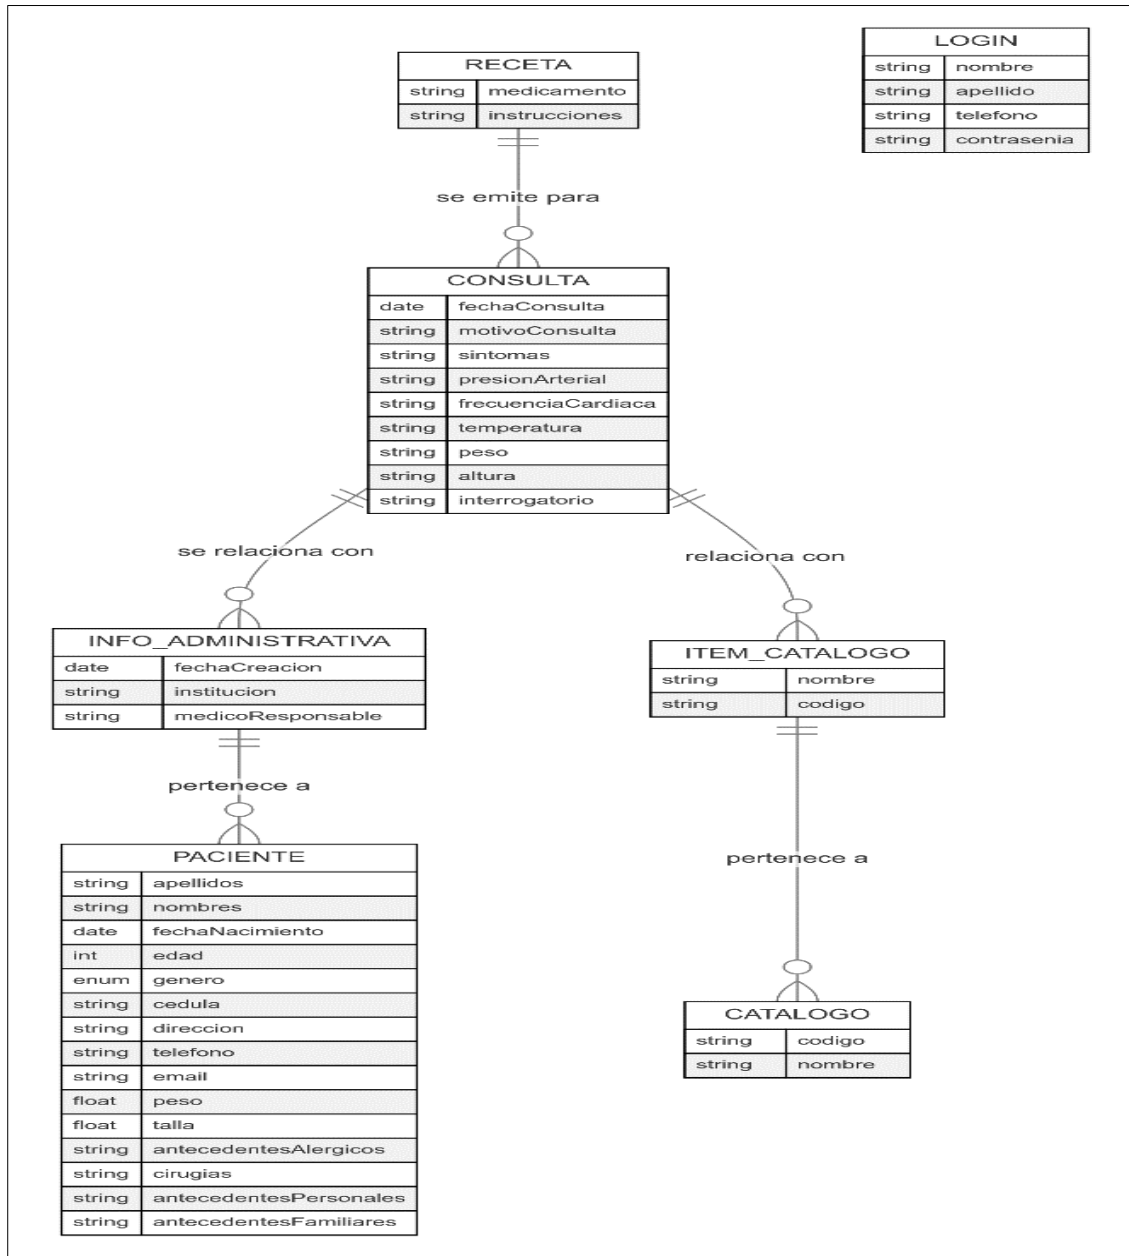 RECETA
string medicamento
string instrucciones
LOGIN
string nombre
string apellido
string telefono
string contrasenia
se emite para
CONSULTA
date fechaConsulta
string motivoConsulta
string sintomas
string presionArterial
string frecuenciaCardiaca
string temperatura
string peso
string altura
string interrogatorio
se relaciona con
relaciona con
INFO_ADMINISTRATIVA
date fechaCreacion
string institucion
string medicoResponsable
ITEM_CATALOGO
string nombre
string codigo
pertenece a
PACIENTE
string apellidos
string nombres
date fechaNacimiento
int edad
enum genero
string cedula
string direccion
string telefono
string email
float peso
float talla
string antecedentesAlergicos
string cirugias
string antecedentesPersonales
string antecedentesFamiliares
pertenece a
CATALOGO
string codigo
string nombre